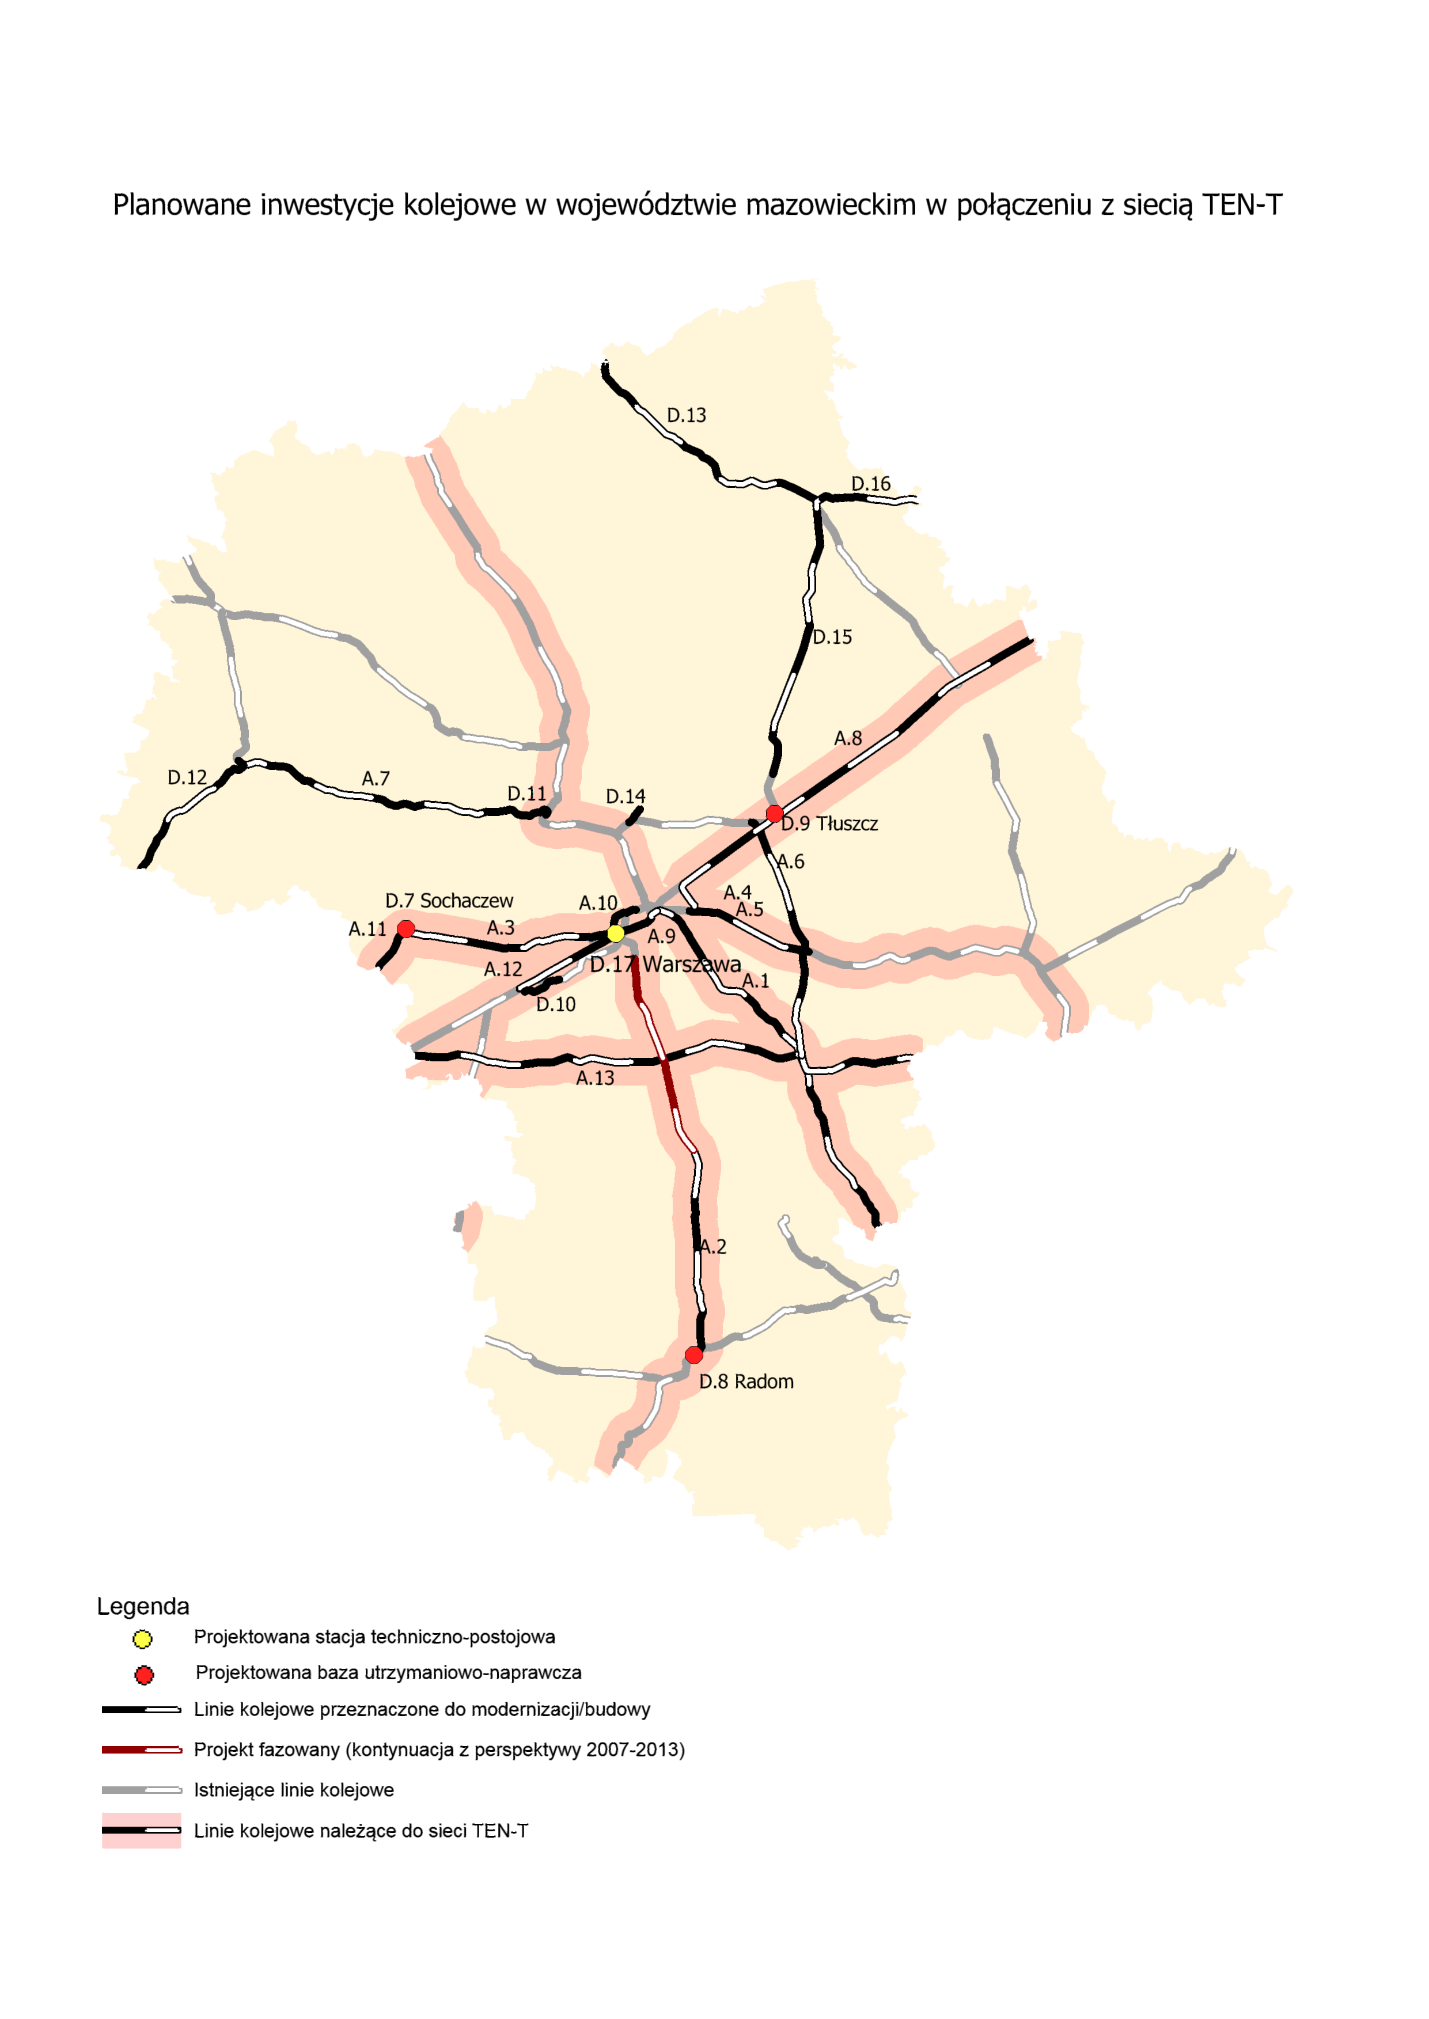 Planowane inwestycje kolejowe w województwie mazowieckim w połączeniu z siecią TEN-T
D.13
D.16
D.15
A.8
D.12
A.7
D.11
D.14
D.9 Tłuszcz
A.6
A.4
A.5
D.7 Sochaczew
A.10
A.11
A.3
A.9
A.12
D.17 Warszawa
A.1
D.10
A.13
A.2
D.8 Radom
Legenda
Projektowana stacja techniczno-postojowa
Projektowana baza utrzymaniowo-naprawcza
Linie kolejowe przeznaczone do modernizacji/budowy
Projekt fazowany (kontynuacja z perspektywy 2007-2013)
Istniejące linie kolejowe
Linie kolejowe należące do sieci TEN-T